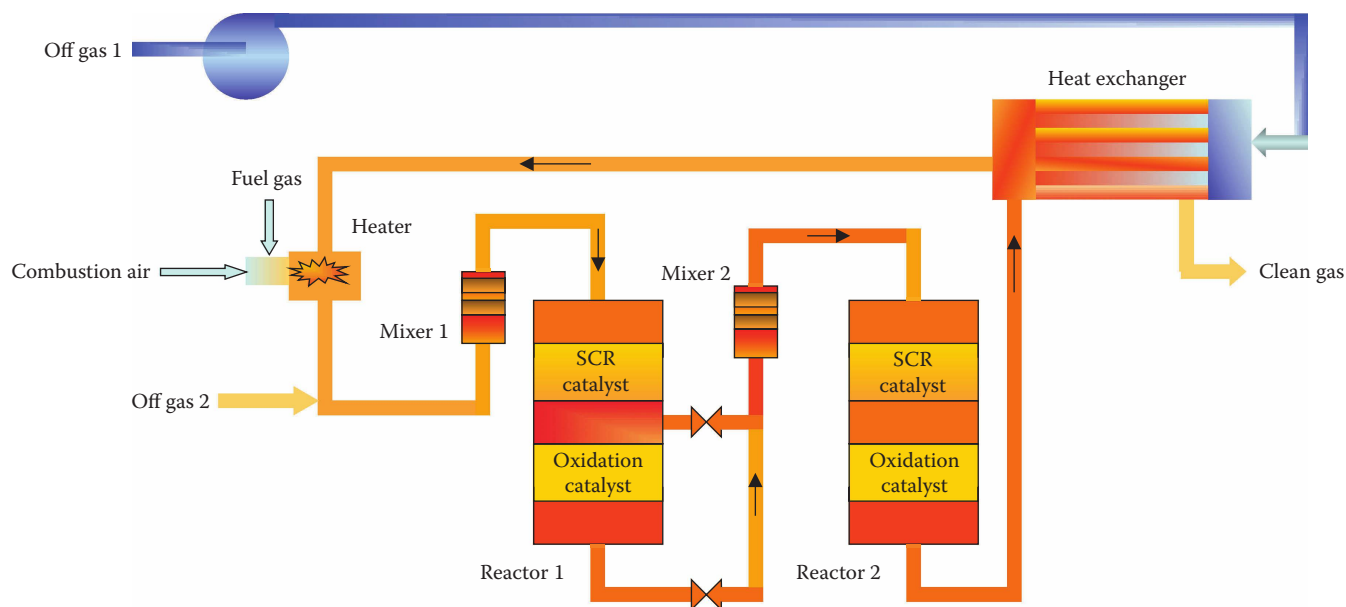 Off gas 1
Heat exchanger
Fuel gas
Heater
Combustion air
Mixer 2
Clean gas
Mixer 1
SCR
catalyst
SCR
catalyst
Off gas 2
Oxidation
catalyst
Oxidation
catalyst
Reactor 1
Reactor 2